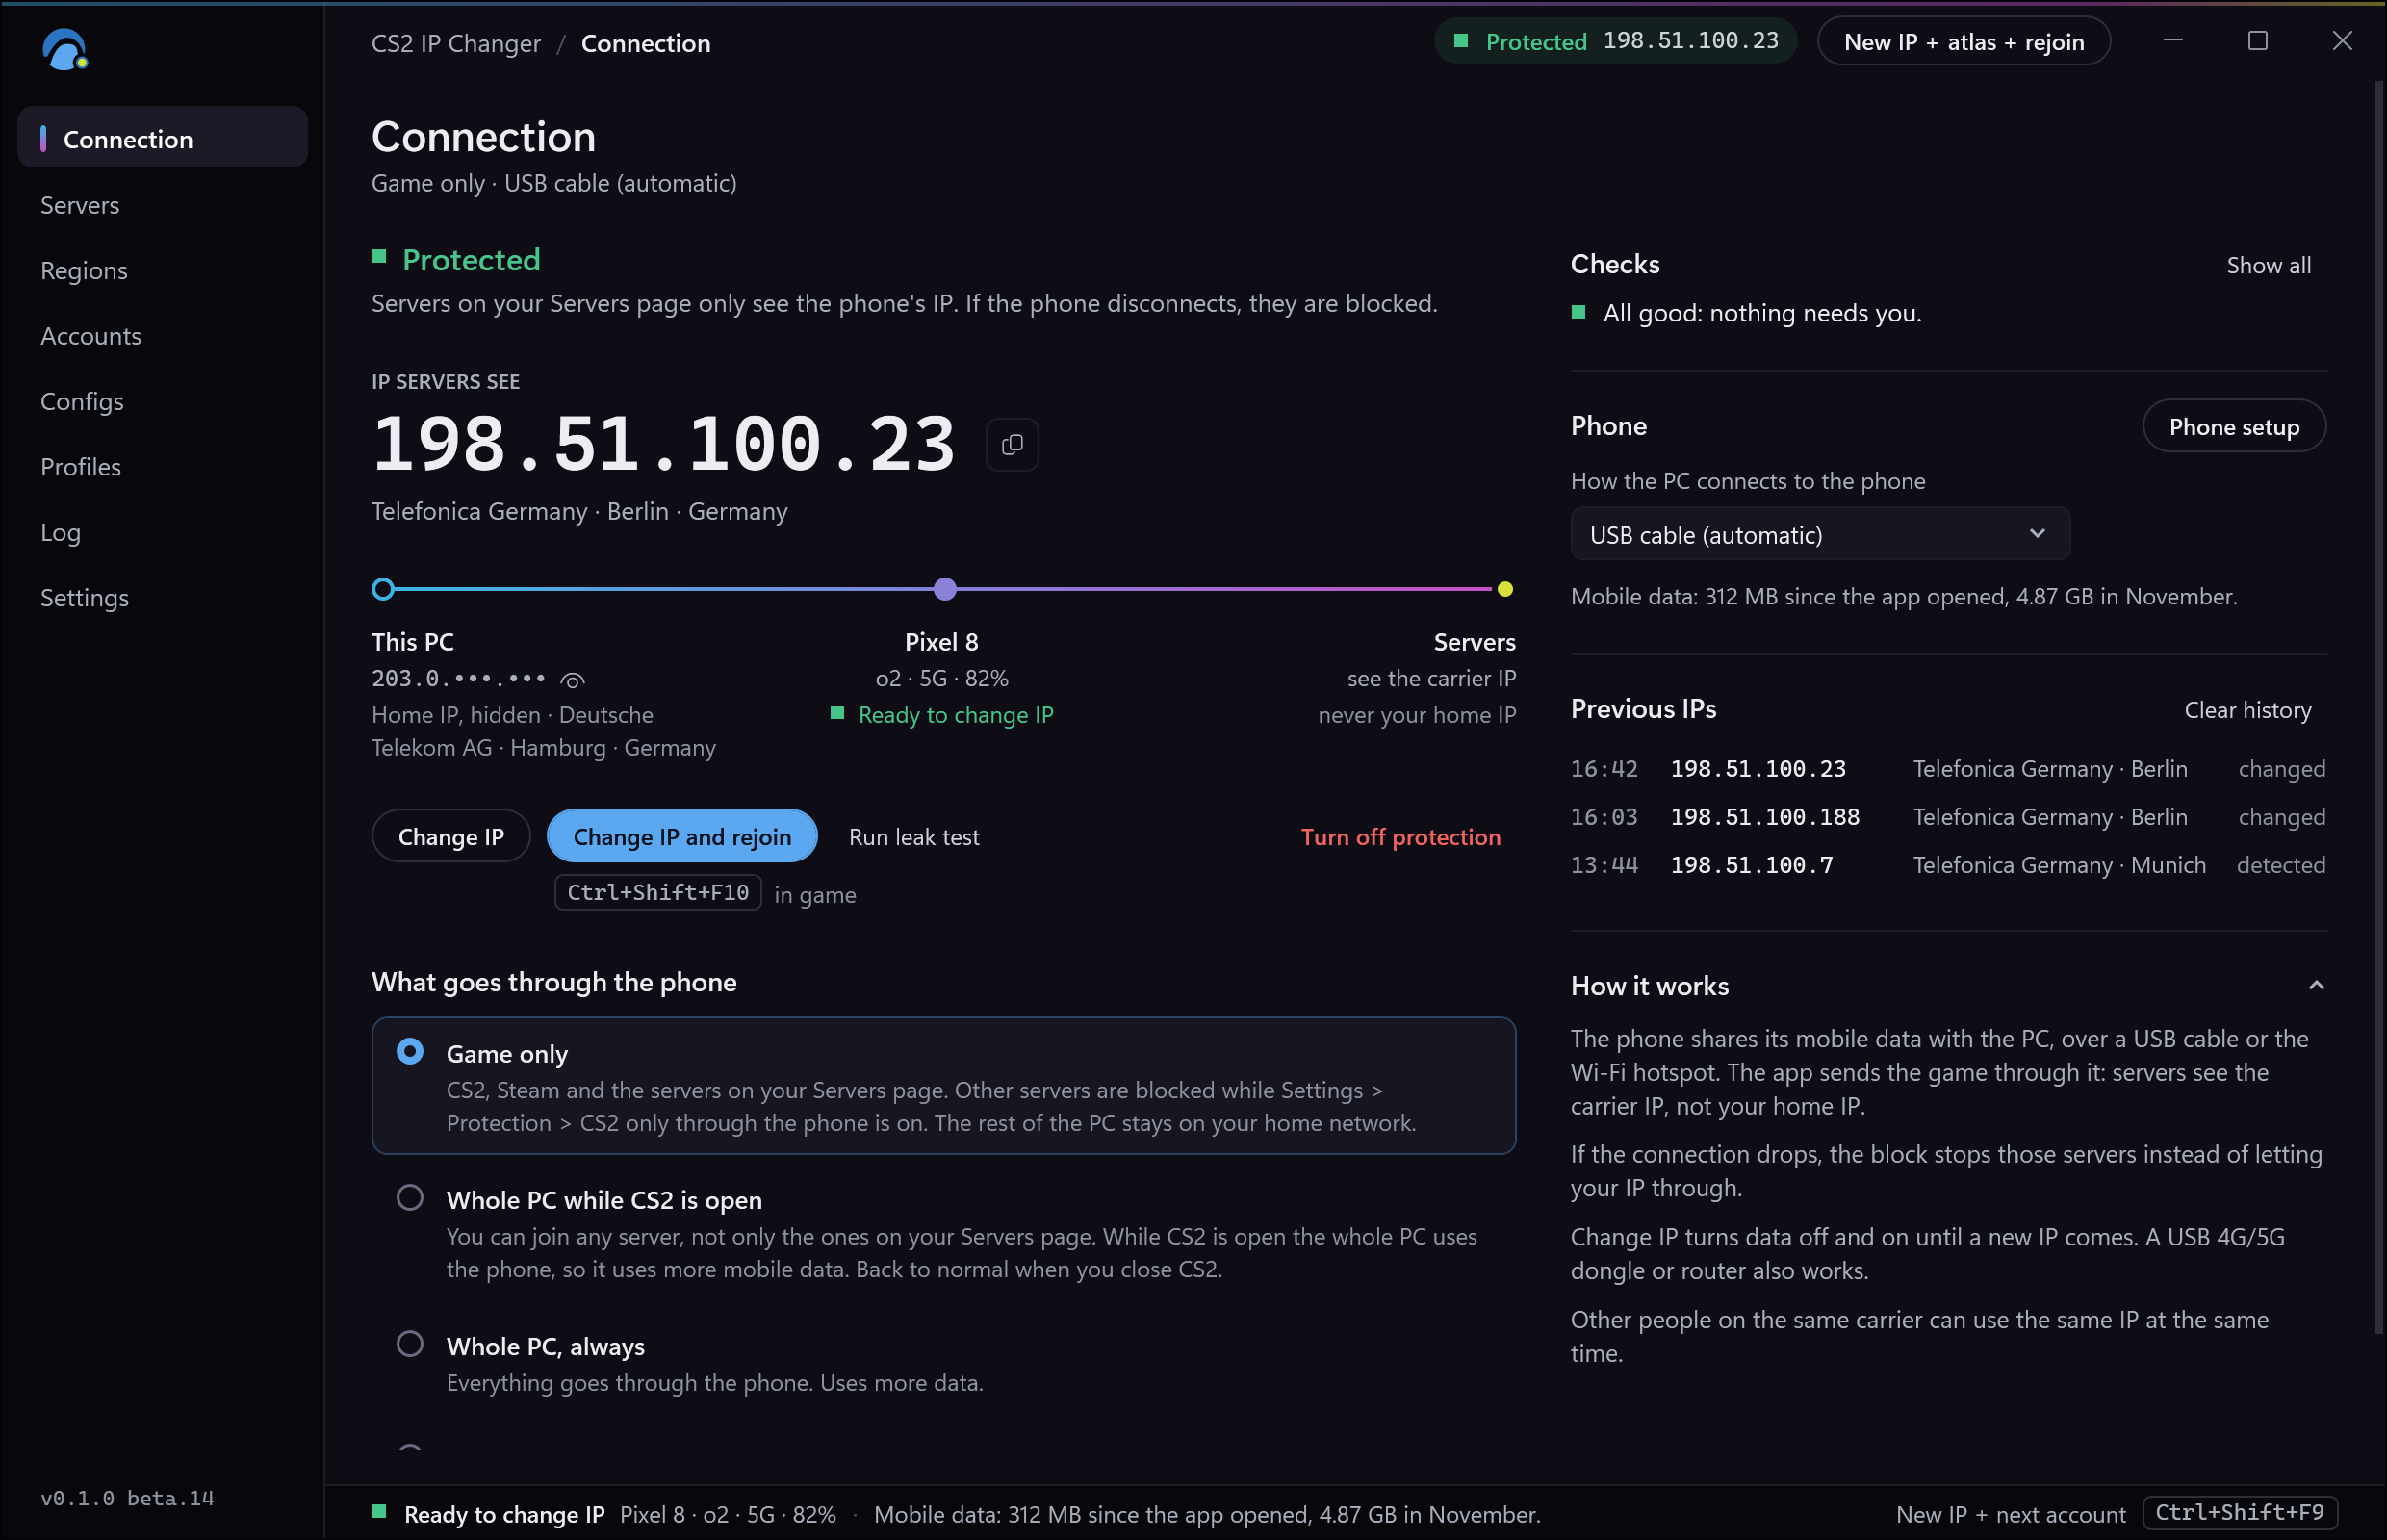 CS2 IP Changer / Connection
Protected 198.51.100.23
New IP + atlas + rejoin
Connection
Servers
Regions
Accounts
Configs
Profiles
Log
Settings
v0.1.0 beta.14
Connection
Game only · USB cable (automatic)
Protected
Servers on your Servers page only see the phone's IP. If the phone disconnects, they are blocked.
IP SERVERS SEE
198.51.100.23
Telefonica Germany · Berlin · Germany
This PC
203.0.•••.•••
Home IP, hidden · Deutsche
Telekom AG · Hamburg · Germany
Pixel 8
o2 · 5G · 82%
Ready to change IP
Servers
see the carrier IP
never your home IP
Change IP
Change IP and rejoin
Run leak test
Turn off protection
Ctrl+Shift+F10 in game
What goes through the phone
Game only
CS2, Steam and the servers on your Servers page. Other servers are blocked while Settings >
Protection > CS2 only through the phone is on. The rest of the PC stays on your home network.
Whole PC while CS2 is open
You can join any server, not only the ones on your Servers page. While CS2 is open the whole PC uses
the phone, so it uses more mobile data. Back to normal when you close CS2.
Whole PC, always
Everything goes through the phone. Uses more data.
Checks
Show all
All good: nothing needs you.
Phone
Phone setup
How the PC connects to the phone
USB cable (automatic)
Mobile data: 312 MB since the app opened, 4.87 GB in November.
Previous IPs
Clear history
16:42 198.51.100.23 Telefonica Germany · Berlin changed
16:03 198.51.100.188 Telefonica Germany · Berlin changed
13:44 198.51.100.7 Telefonica Germany · Munich detected
How it works
The phone shares its mobile data with the PC, over a USB cable or the
Wi-Fi hotspot. The app sends the game through it: servers see the
carrier IP, not your home IP.
If the connection drops, the block stops those servers instead of letting
your IP through.
Change IP turns data off and on until a new IP comes. A USB 4G/5G
dongle or router also works.
Other people on the same carrier can use the same IP at the same
time.
Ready to change IP Pixel 8 · o2 · 5G · 82% · Mobile data: 312 MB since the app opened, 4.87 GB in November.
New IP + next account Ctrl+Shift+F9